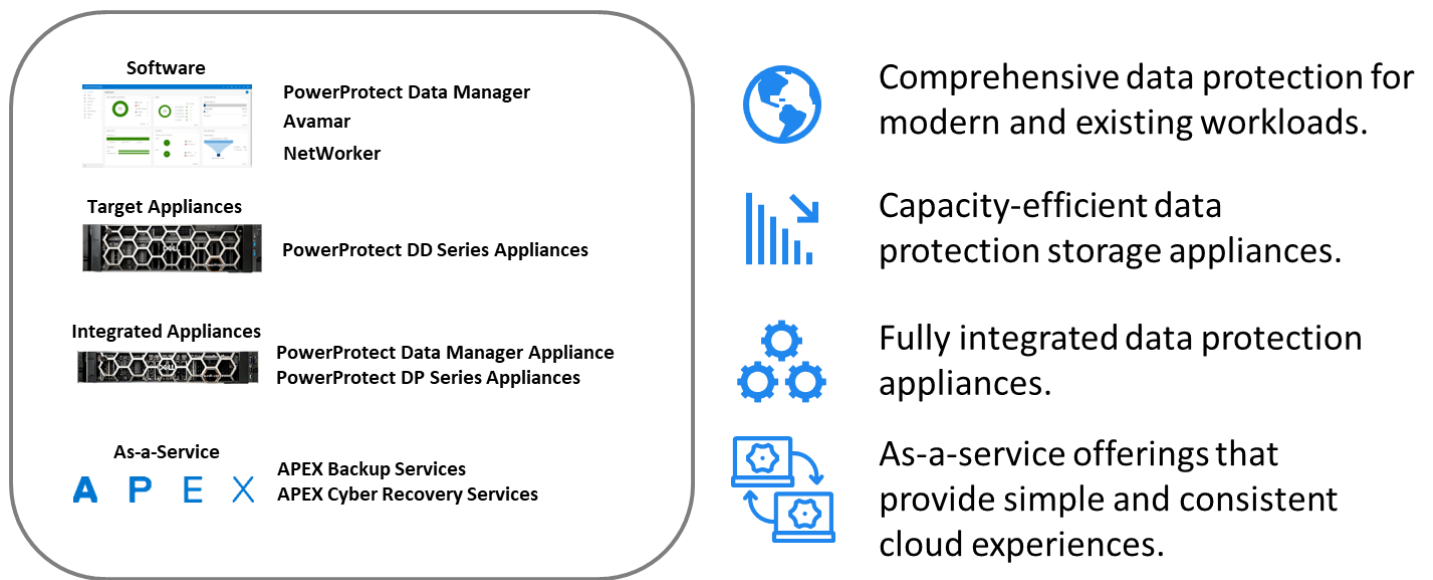 Software
PowerProtect Data Manager
Avamar
NetWorker
Target Appliances
PowerProtect DD Series Appliances
Integrated Appliances
PowerProtect Data Manager Appliance
PowerProtect DP Series Appliances
As-a-Service
APEX
APEX Backup Services
APEX Cyber Recovery Services
Comprehensive data protection for
modern and existing workloads.
Capacity-efficient data
protection storage appliances.
Fully integrated data protection
appliances.
As-a-service offerings that
provide simple and consistent
cloud experiences.